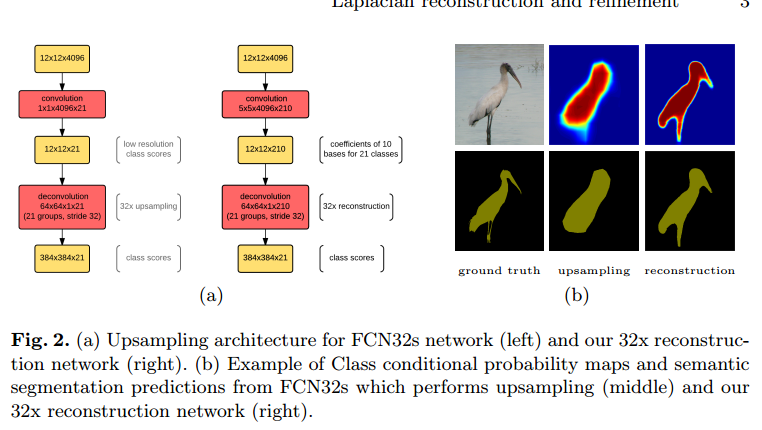 Laplacian reconstruction and refinement 3
12x12x4096
convolution
1x1x4096x21
12x12x21
low resolution
class scores
deconvolution
64x64x1x21
(21 groups, stride 32)
32x upsampling
384x384x21
class scores
12x12x4096
convolution
5x5x4096x210
12x12x210
coefficients of 10
bases for 21 classes
deconvolution
64x64x1x210
(21 groups, stride 32)
32x reconstruction
384x384x21
class scores
(a)
ground truth upsampling reconstruction
(b)
Fig. 2. (a) Upsampling architecture for FCN32s network (left) and our 32x reconstruc-
tion network (right). (b) Example of Class conditional probability maps and semantic
segmentation predictions from FCN32s which performs upsampling (middle) and our
32x reconstruction network (right).